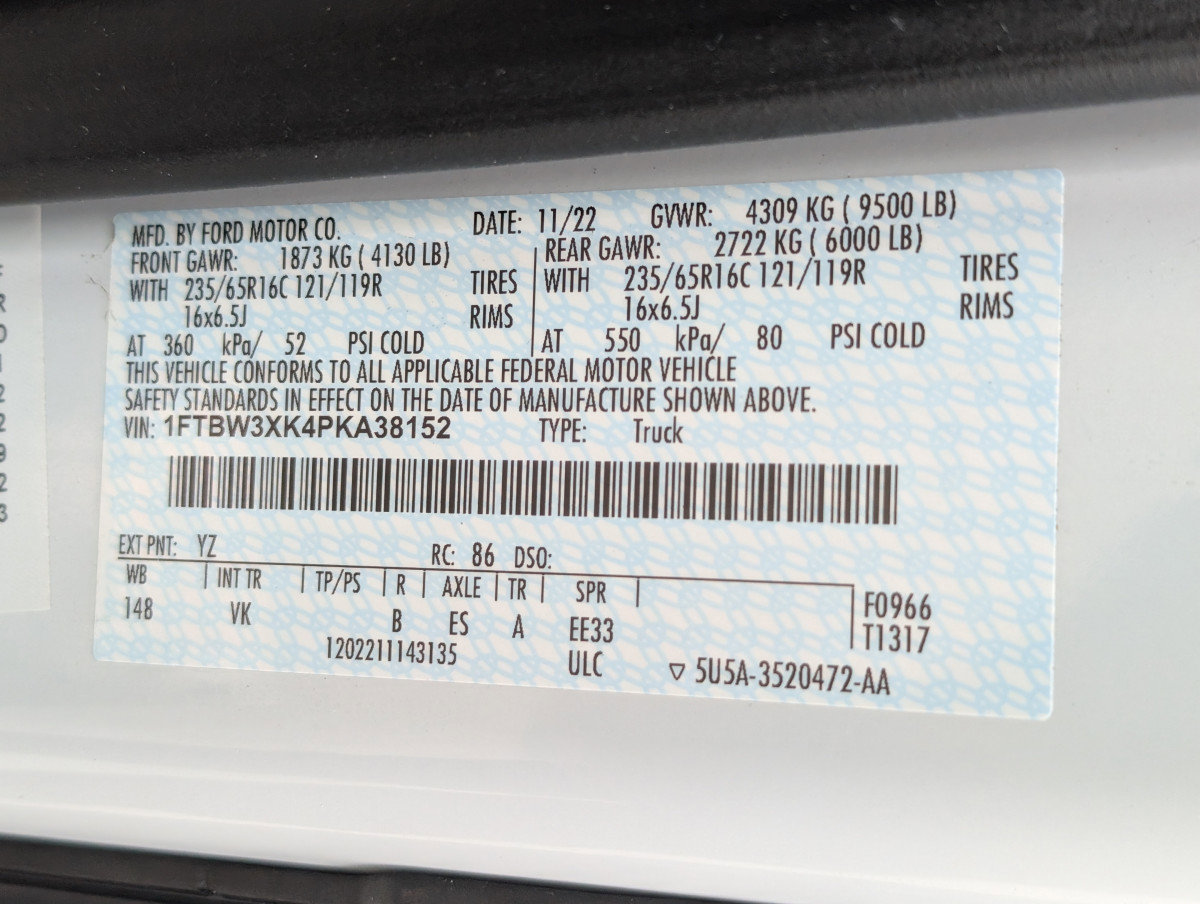 MFD. BY FORD MOTOR CO. DATE: 11/22 GVWR: 4309 KG ( 9500 LB)
FRONT GAWR: 1873 KG ( 4130 LB) REAR GAWR: 2722 KG ( 6000 LB)
WITH 235/65R16C 121/119R TIRES WITH 235/65R16C 121/119R TIRES
16x6.5J RIMS 16x6.5J RIMS
AT 360 kPa/ 52 PSI COLD AT 550 kPa/ 80 PSI COLD
THIS VEHICLE CONFORMS TO ALL APPLICABLE FEDERAL MOTOR VEHICLE
SAFETY STANDARDS IN EFFECT ON THE DATE OF MANUFACTURE SHOWN ABOVE.
VIN: 1FTBW3XK4PKA38152 TYPE: Truck
EXT PNT: YZ RC: 86 DSO:
WB INT TR TP/PS R AXLE TR SPR
148 VK B ES A EE33 F0966
1202211143135 ULC T1317
▽ 5U5A-3520472-AA